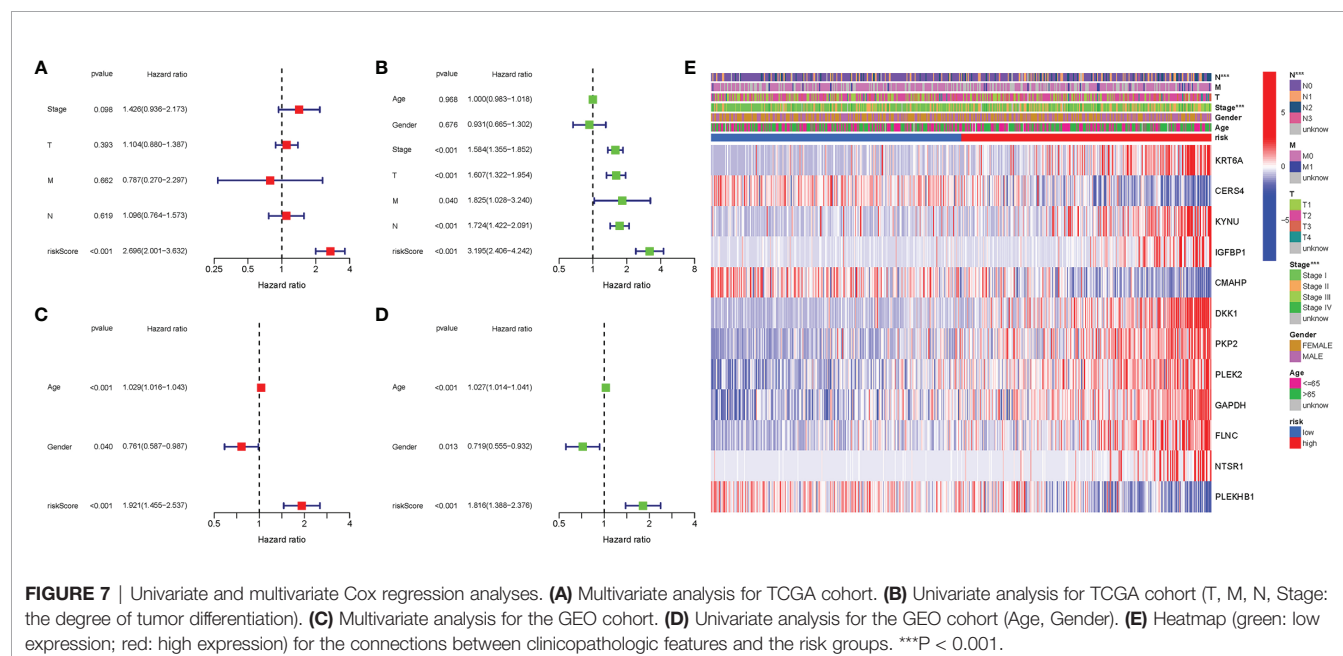 A
pvalue Hazard ratio
Stage 0.098 1.426(0.936−2.173)
T 0.393 1.104(0.880−1.387)
M 0.662 0.787(0.270−2.297)
N 0.619 1.096(0.764−1.573)
riskScore <0.001 2.696(2.001−3.632)
0.25 0.5 1 2 4
Hazard ratio
B
pvalue Hazard ratio
Age 0.968 1.000(0.983−1.018)
Gender 0.676 0.931(0.665−1.302)
Stage <0.001 1.584(1.355−1.852)
T <0.001 1.607(1.322−1.954)
M 0.040 1.825(1.028−3.240)
N <0.001 1.724(1.422−2.091)
riskScore <0.001 3.195(2.406−4.242)
0.5 1 2 4
Hazard ratio
C
pvalue Hazard ratio
Age <0.001 1.029(1.016−1.043)
Gender 0.040 0.761(0.587−0.987)
riskScore <0.001 1.921(1.455−2.537)
0.5 1 2 4
Hazard ratio
D
pvalue Hazard ratio
Age <0.001 1.027(1.014−1.041)
Gender 0.013 0.719(0.555−0.932)
riskScore <0.001 1.816(1.388−2.376)
0.5 1 2 4
Hazard ratio
E
N***
M
T
Stage***
Gender
Age
risk
KRT6A
CERS4
KYNU
IGFBP1
CMAHP
DKK1
PKP2
PLEK2
GAPDH
FLNC
NTSR1
PLEKHB1
5
0
−5
N***
N0
N1
N2
N3
unknow
M
M0
M1
unknow
T
T1
T2
T3
T4
unknow
Stage***
Stage I
Stage II
Stage III
Stage IV
unknow
Gender
FEMALE
MALE
Age
<=65
>65
unknow
risk
low
high
FIGURE 7 | Univariate and multivariate Cox regression analyses. (A) Multivariate analysis for TCGA cohort. (B) Univariate analysis for TCGA cohort (T, M, N, Stage:
the degree of tumor differentiation). (C) Multivariate analysis for the GEO cohort. (D) Univariate analysis for the GEO cohort (Age, Gender). (E) Heatmap (green: low
expression; red: high expression) for the connections between clinicopathologic features and the risk groups. ***P < 0.001.